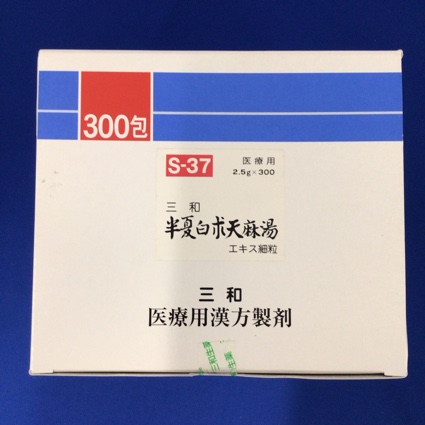 300包
S-37
医療用
2.5g×300
三和
半夏白朮天麻湯
エキス細粒
三和
医療用漢方製剤